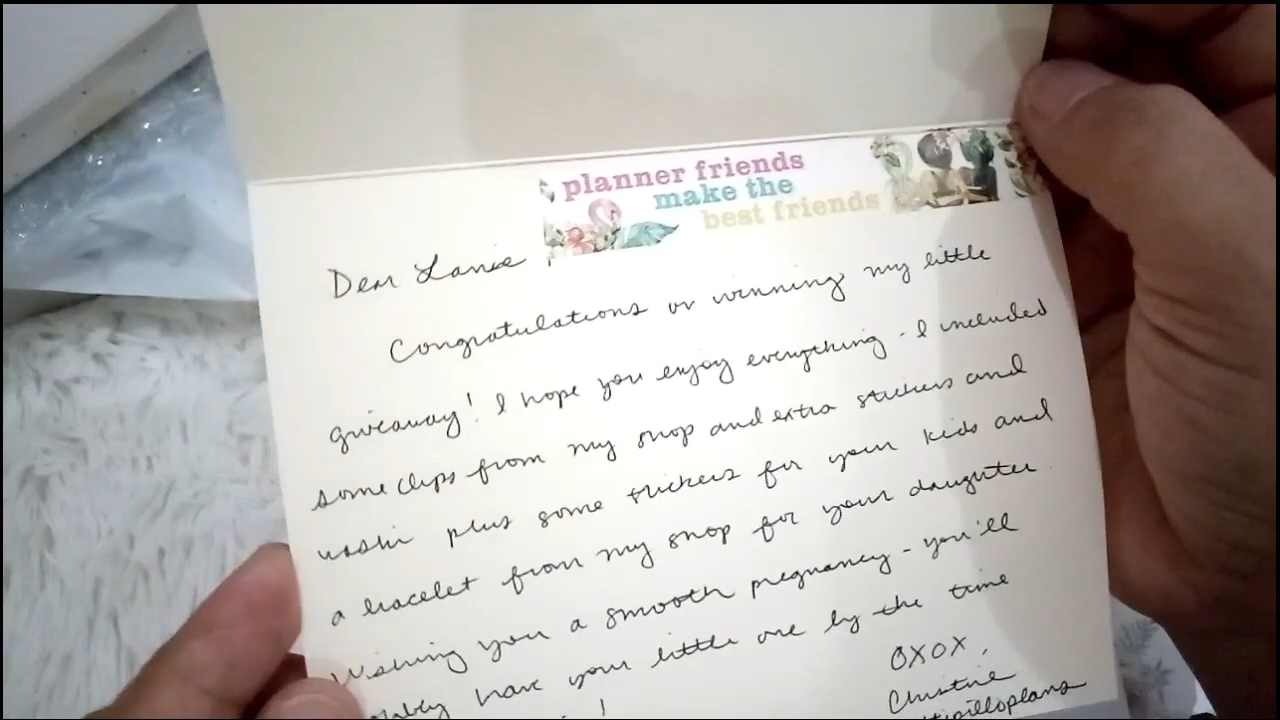 planner friends
make the
best friends
Dear
Congratulations on winning my little
giveaway! I hope you enjoy everything - I included
some clips from my shop and extra stickers and
washi plus some stickers for your kids and
a bracelet from my shop for your daughter
Wishing you a smooth pregnancy - you'll
have your little one by the time
!
OXOX,
Christine